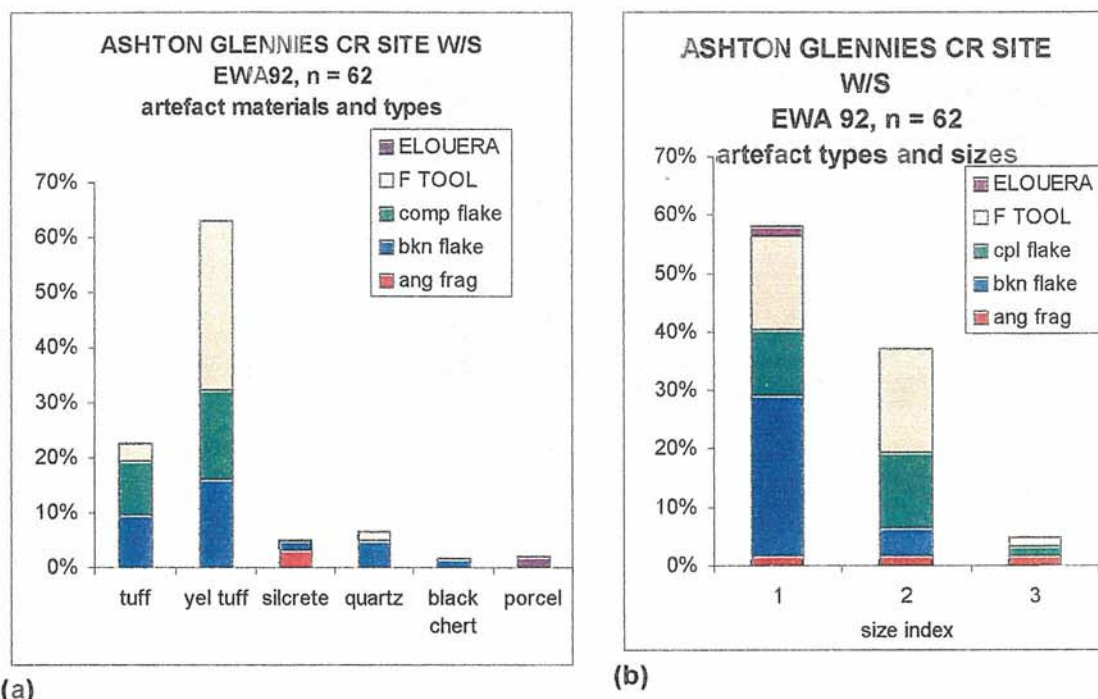 ASHTON GLENNIES CR SITE W/S
EWA92, n = 62
artefact materials and types
ELOUERA
F TOOL
comp flake
bkn flake
ang frag
70%
60%
50%
40%
30%
20%
10%
0%
tuff
yel tuff
silcrete
quartz
black
chert
porcel
(a)
ASHTON GLENNIES CR SITE
W/S
EWA 92, n = 62
artefact types and sizes
ELOUERA
F TOOL
cpl flake
bkn flake
ang frag
70%
60%
50%
40%
30%
20%
10%
0%
1
2
3
size index
(b)